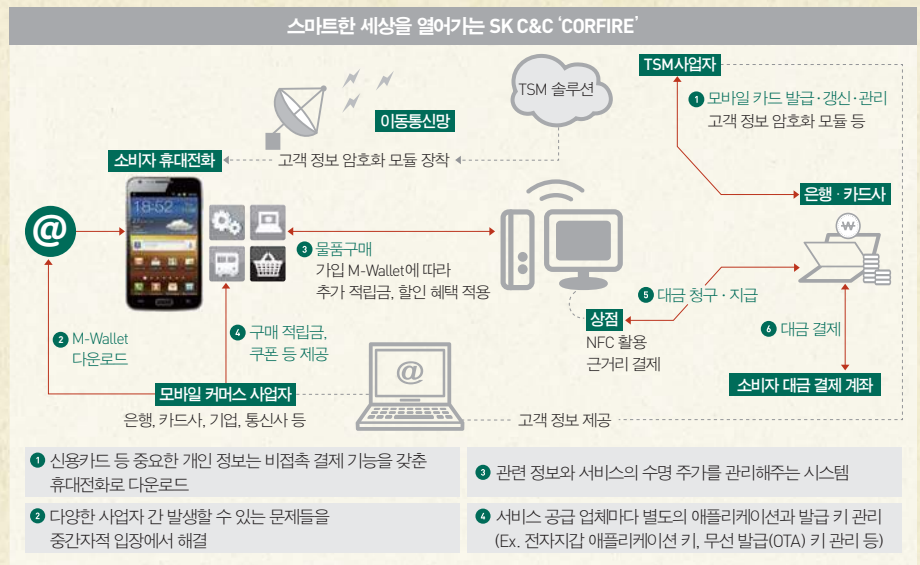 스마트한 세상을 열어가는 SK C&C ‘CORFIRE’
TSM 솔루션
TSM사업자
❶ 모바일 카드 발급·갱신·관리
고객 정보 암호화 모듈 등
이동통신망
소비자 휴대전화
고객 정보 암호화 모듈 장착
은행·카드사
18:52
@
₩
❸ 물품구매
가입 M-Wallet에 따라
추가 적립금, 할인 혜택 적용
❺ 대금 청구·지급
상점
NFC 활용
근거리 결제
❻ 대금 결제
❷ M-Wallet
다운로드
❹ 구매 적립금,
쿠폰 등 제공
@
소비자 대금 결제 계좌
모바일 커머스 사업자
은행, 카드사, 기업, 통신사 등
고객 정보 제공
❶ 신용카드 등 중요한 개인 정보는 비접촉 결제 기능을 갖춘
휴대전화로 다운로드
❷ 다양한 사업자 간 발생할 수 있는 문제들을
중간자적 입장에서 해결
❸ 관련 정보와 서비스의 수명 주기를 관리해주는 시스템
❹ 서비스 공급 업체마다 별도의 애플리케이션과 발급 키 관리
(Ex. 전자지갑 애플리케이션 키, 무선 발급(OTA) 키 관리 등)